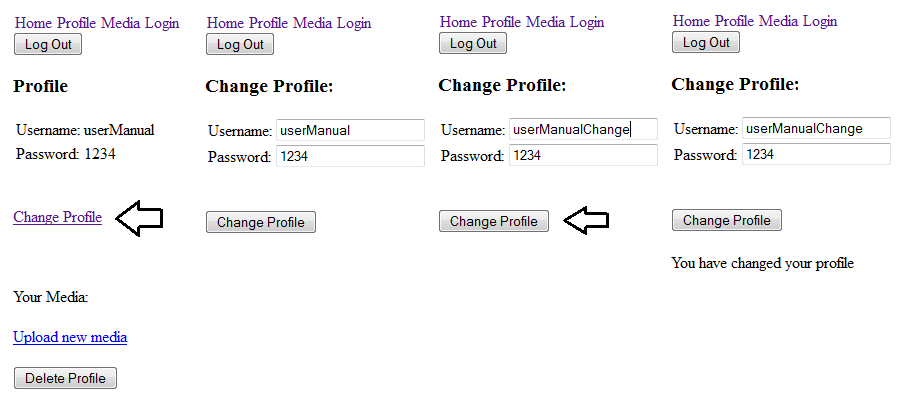 Home Profile Media Login
Log Out
Profile
Username: userManual
Password: 1234
Change Profile
Your Media:
Upload new media
Delete Profile
Home Profile Media Login
Log Out
Change Profile:
Username: userManual
Password: 1234
Change Profile
Home Profile Media Login
Log Out
Change Profile:
Username: userManualChange
Password: 1234
Change Profile
Home Profile Media Login
Log Out
Change Profile:
Username: userManualChange
Password: 1234
Change Profile
You have changed your profile